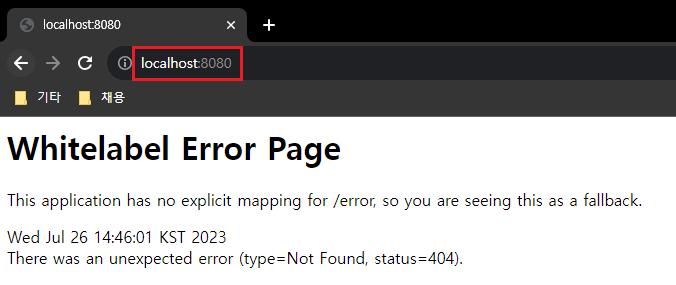 localhost:8080
localhost:8080
기타 채용
Whitelabel Error Page
This application has no explicit mapping for /error, so you are seeing this as a fallback.
Wed Jul 26 14:46:01 KST 2023
There was an unexpected error (type=Not Found, status=404).